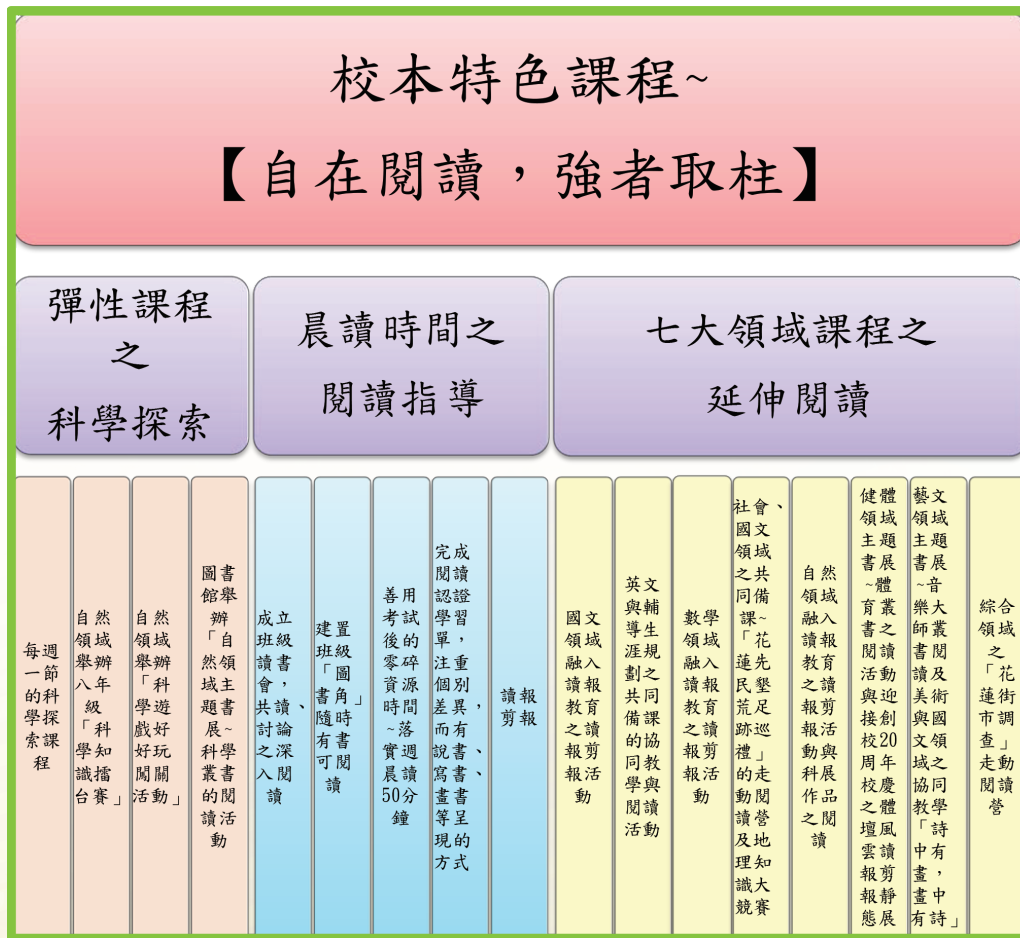 校本特色課程~
【自在閱讀，強者取柱】
彈性課程
之
科學探索
晨讀時間之
閱讀指導
七大領域課程之
延伸閱讀
每週一節的科學探索課程
自然領域舉辦八年級「科學知識擂台賽」
自然領域舉辦「科學遊戲好好玩闖關活動」
圖書館舉辦「自然領域主題書展~科學叢書的閱讀活動
成立班級讀書會，共讀、討論之深入閱讀
建置班級「圖書角」隨時有書可閱讀
善用考試後的零碎資源時間~落實週晨讀50分鐘
完成閱讀認證學習單，注重個別差異，而有說書、寫書、畫書等呈現的方式
讀報剪報
國文領域融入讀報教育之讀報剪報活動
英文與輔導生涯規劃之共同備課的協同教學與閱讀活動
數學領域融入讀報教育之讀報剪報活動
社會、國文領域之共同備課~「花蓮先民墾荒足跡巡禮」的走動閱讀營及地理知識大競賽
自然領域融入讀報教育之讀報剪報活動與科展作品之閱讀
健體領域主題書展~體育叢書之閱讀活動與迎接創校20周年校慶之體壇風雲讀報剪報靜態展
藝文領域主題書展~音樂大師叢書閱讀及美術與國文領域之協同教學「詩中有畫，畫中有詩」
綜合領域之「花蓮街市調查」走動閱讀營